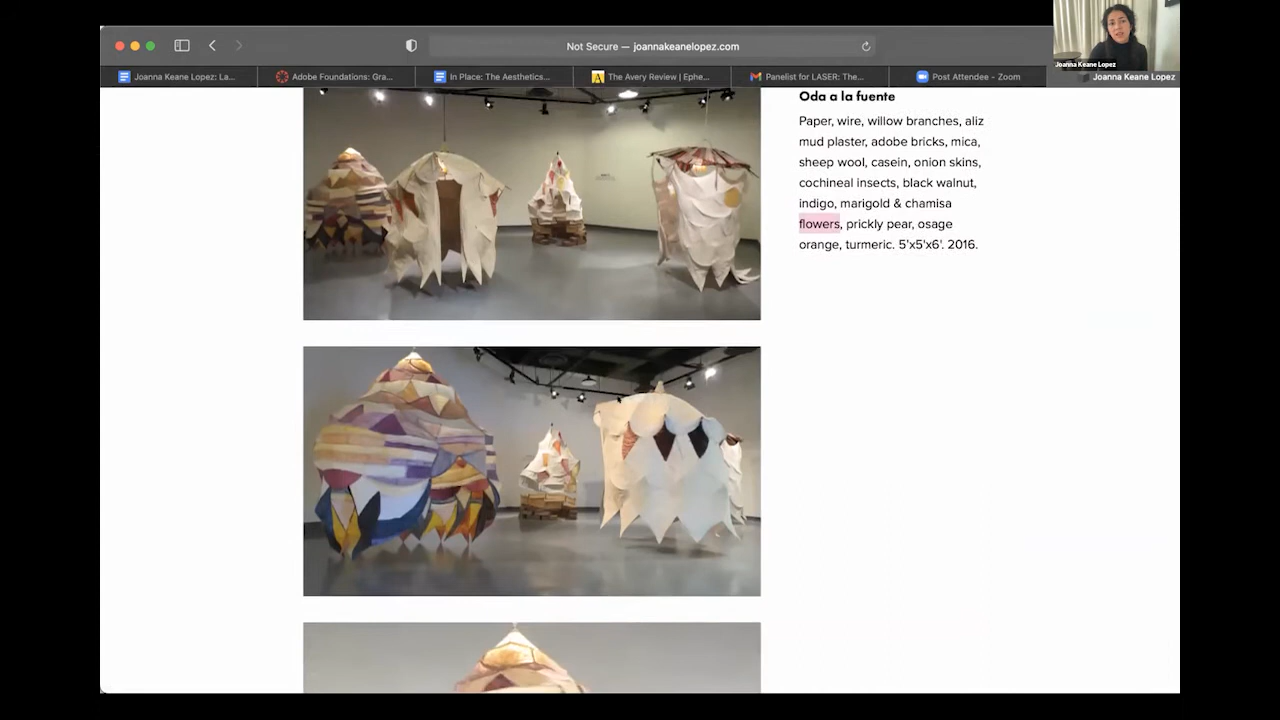 Not Secure — joannakeanelopez.com
Joanna Keane Lopez
Joanna Keane Lopez: La...
Adobe Foundations: Gra...
In Place: The Aesthetics...
The Avery Review | Ephe...
Panelist for LASER: The...
Post Attendee - Zoom
Joanna Keane Lopez
Oda a la fuente
Paper, wire, willow branches, aliz
mud plaster, adobe bricks, mica,
sheep wool, casein, onion skins,
cochineal insects, black walnut,
indigo, marigold & chamisa
flowers, prickly pear, osage
orange, turmeric. 5'x5'x6'. 2016.